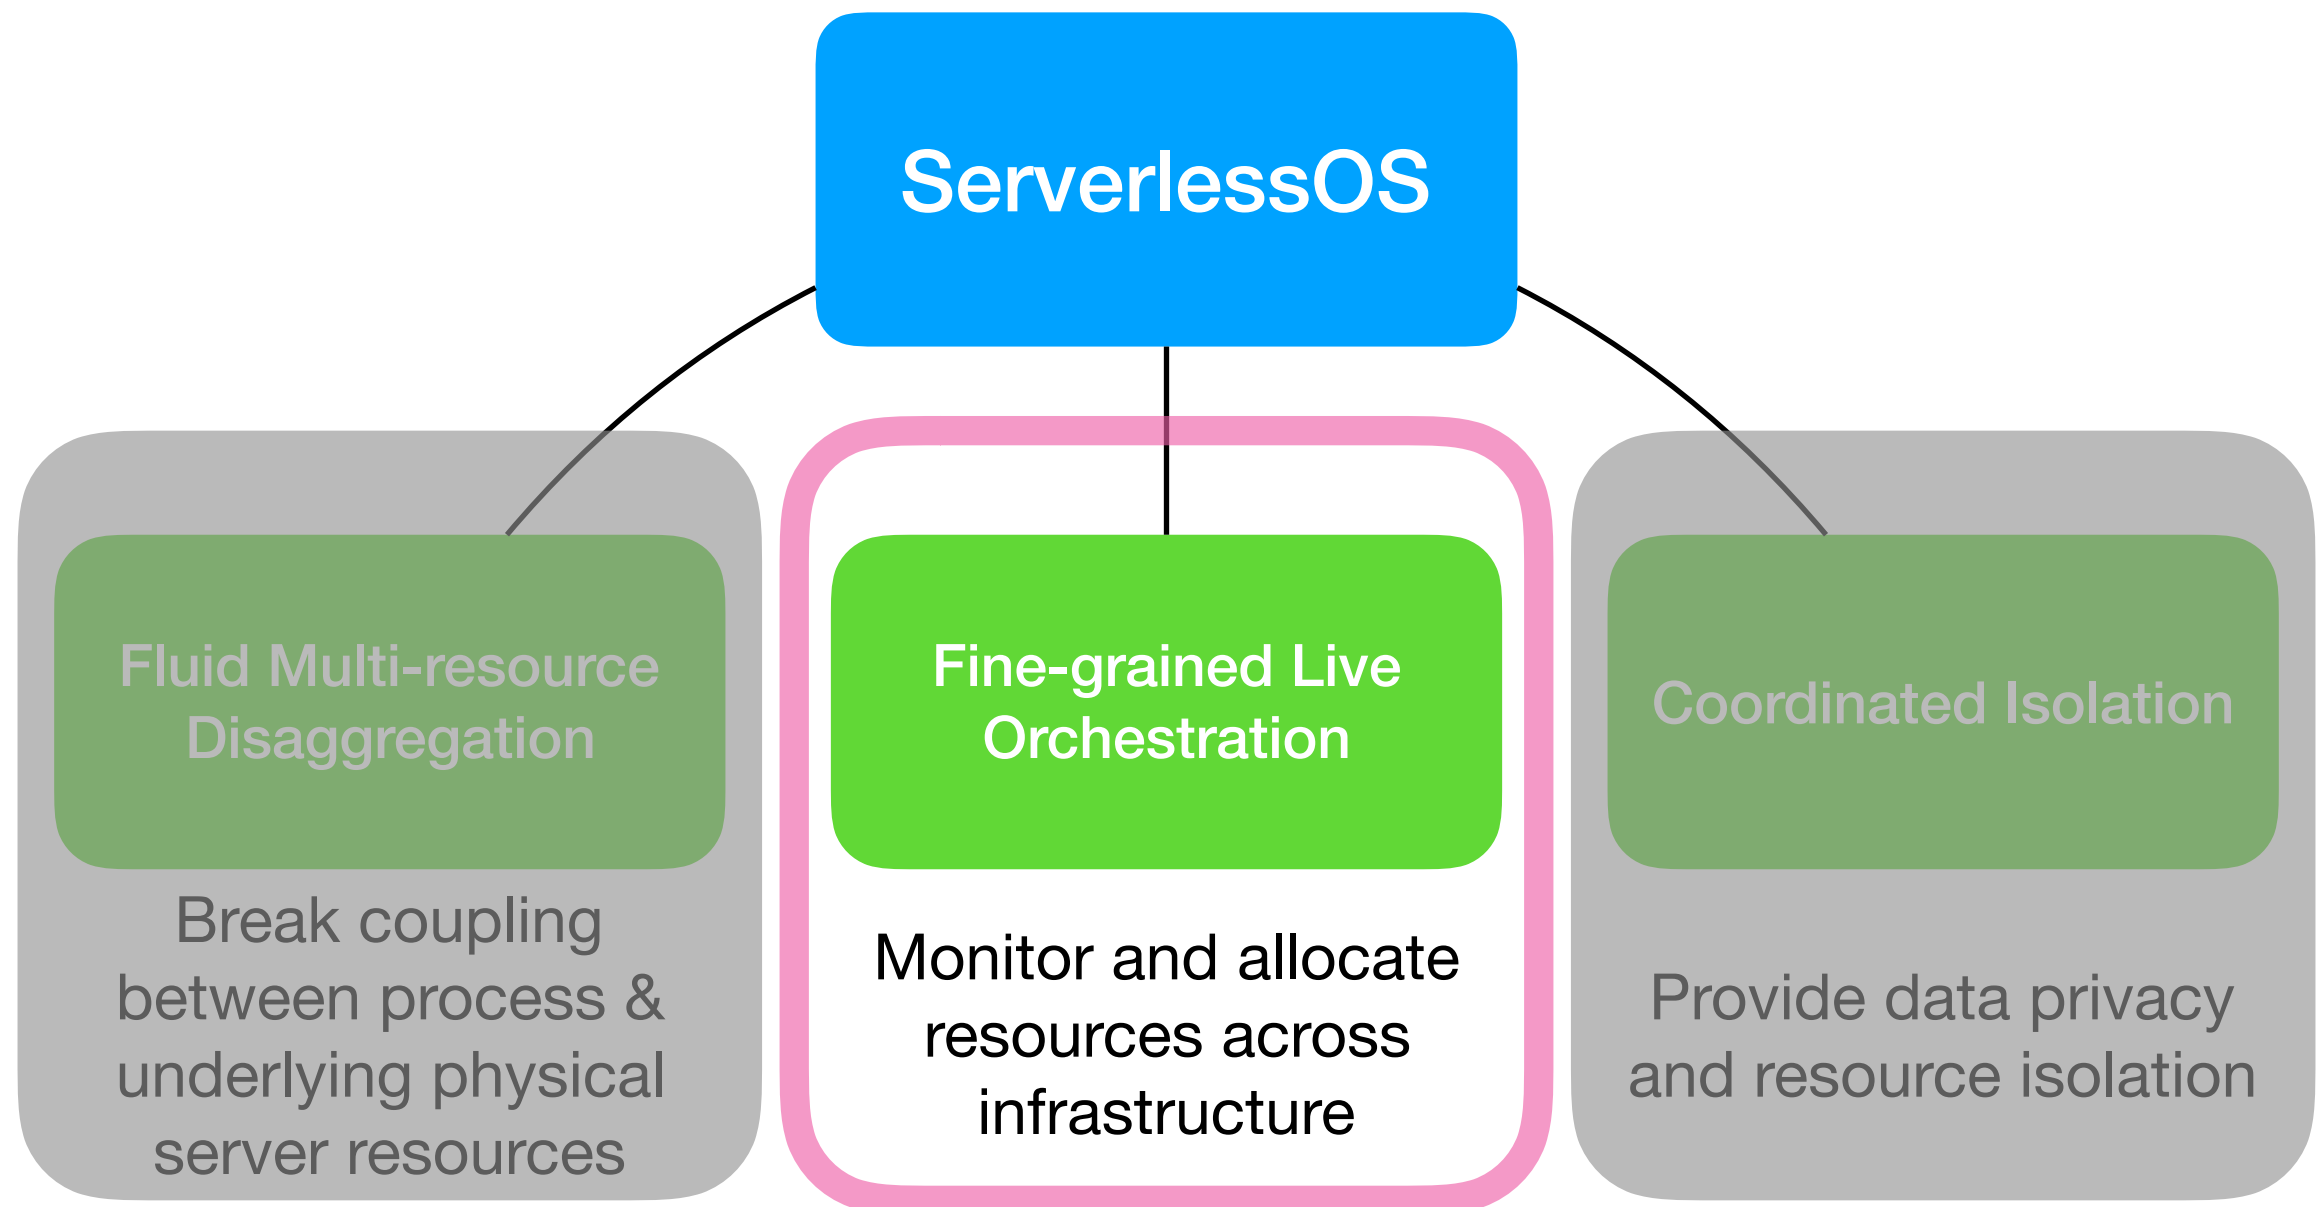 ServerlessOS
Fluid Multi-resource
Disaggregation
Break coupling
between process &
underlying physical
server resources
Fine-grained Live
Orchestration
Monitor and allocate
resources across
infrastructure
Coordinated Isolation
Provide data privacy
and resource isolation